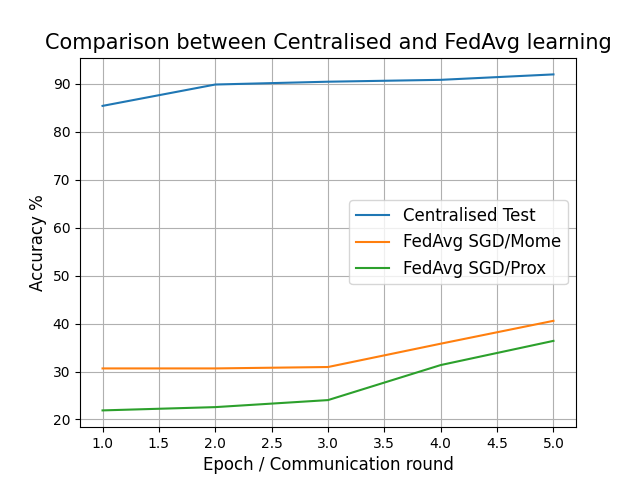 Comparison between Centralised and FedAvg learning
Accuracy %
90
80
70
60
50
40
30
20
Centralised Test
FedAvg SGD/Mome
FedAvg SGD/Prox
1.0 1.5 2.0 2.5 3.0 3.5 4.0 4.5 5.0
Epoch / Communication round